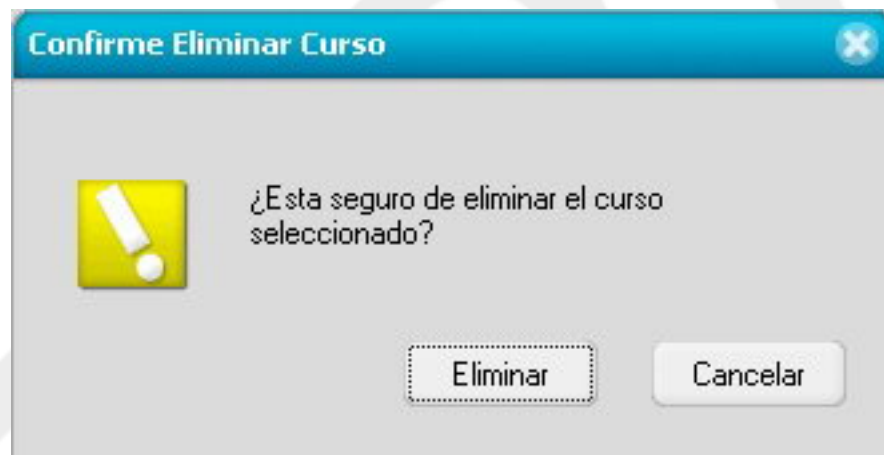 Confirme Eliminar Curso
¿Esta seguro de eliminar el curso
seleccionado?
Eliminar
Cancelar